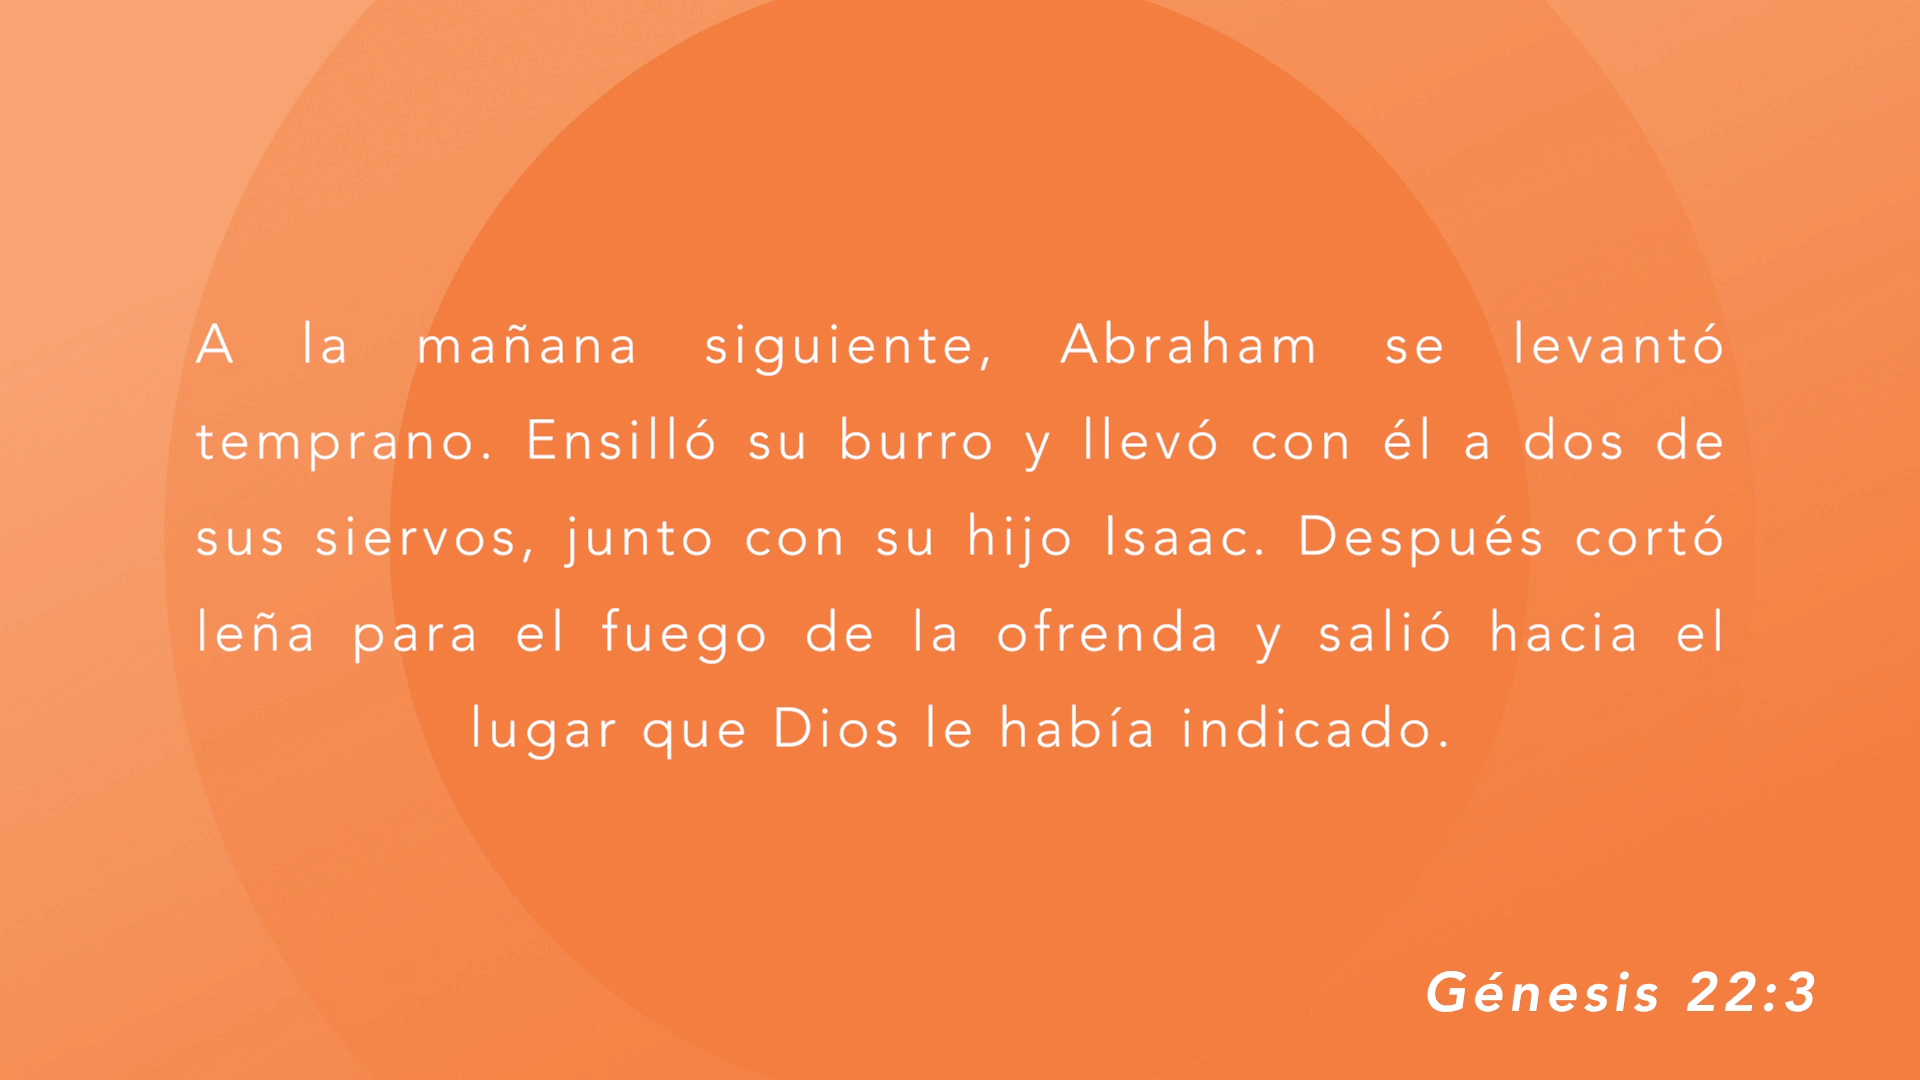 A la mañana siguiente, Abraham se levantó
temprano. Ensilló su burro y llevó con él a dos de
sus siervos, junto con su hijo Isaac. Después cortó
leña para el fuego de la ofrenda y salió hacia el
lugar que Dios le había indicado.
Génesis 22:3